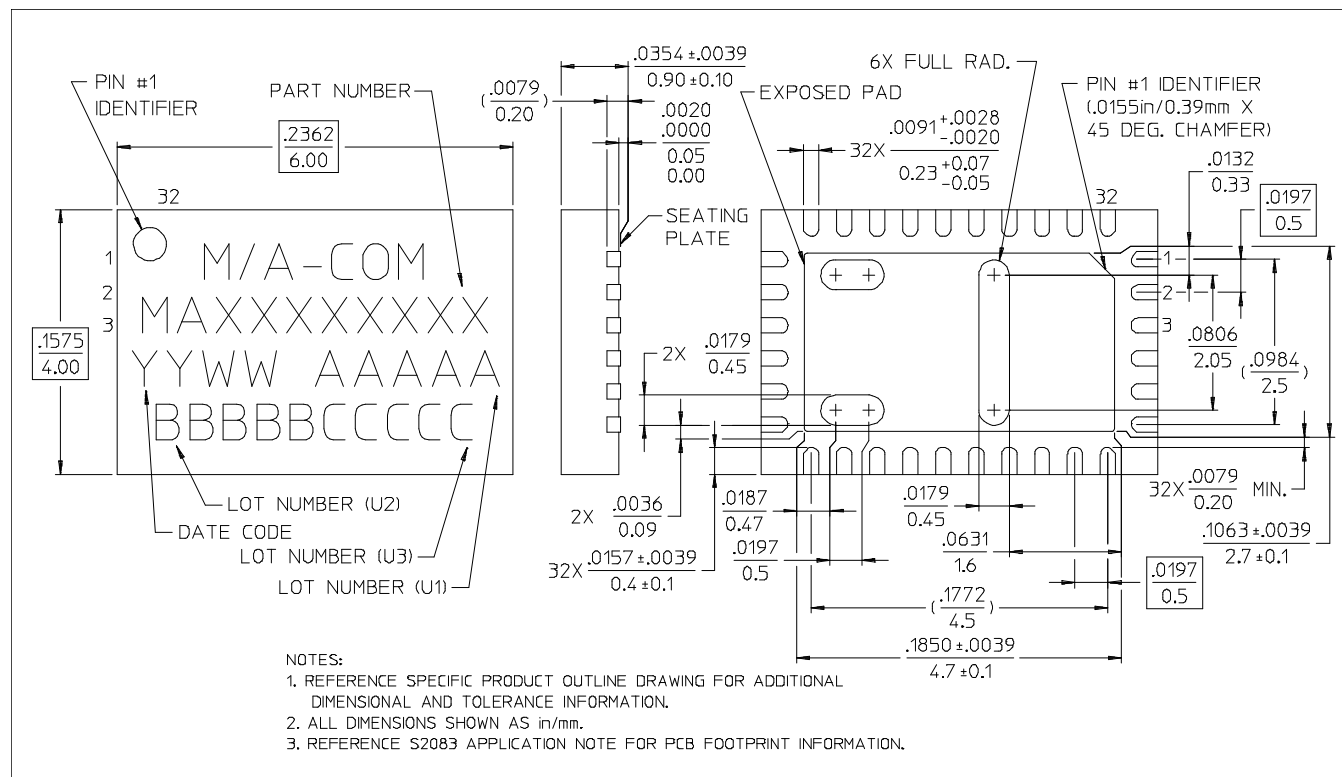 PIN #1
IDENTIFIER
PART NUMBER
.2362
6.00
32
1
2
3
.1575
4.00
M/A-COM
MAXXXXXXXXX
YYWW AAAAA
BBBBBCCCCC
LOT NUMBER (U2)
DATE CODE
LOT NUMBER (U3)
LOT NUMBER (U1)
.0354±.0039
0.90±0.10
(.0079
0.20)
.0020
.0000
0.05
0.00
SEATING
PLATE
EXPOSED PAD
6X FULL RAD.
PIN #1 IDENTIFIER
(.0155in/0.39mm X
45 DEG. CHAMFER)
32X .0091+.0028
-.0020
0.23+0.07
-0.05
32
.0132
0.33
.0197
0.5
1
2
3
2X .0179
0.45
.0806
2.05
(.0984
2.5)
2X .0036
0.09
.0187
0.47
.0179
0.45
32X .0079 MIN.
0.20
32X .0157±.0039
0.4±0.1
.0197
0.5
.0631
1.6
.1063±.0039
2.7±0.1
.0197
0.5
(.1772
4.5)
.1850±.0039
4.7±0.1
NOTES:
1. REFERENCE SPECIFIC PRODUCT OUTLINE DRAWING FOR ADDITIONAL
DIMENSIONAL AND TOLERANCE INFORMATION.
2. ALL DIMENSIONS SHOWN AS in/mm.
3. REFERENCE S2083 APPLICATION NOTE FOR PCB FOOTPRINT INFORMATION.